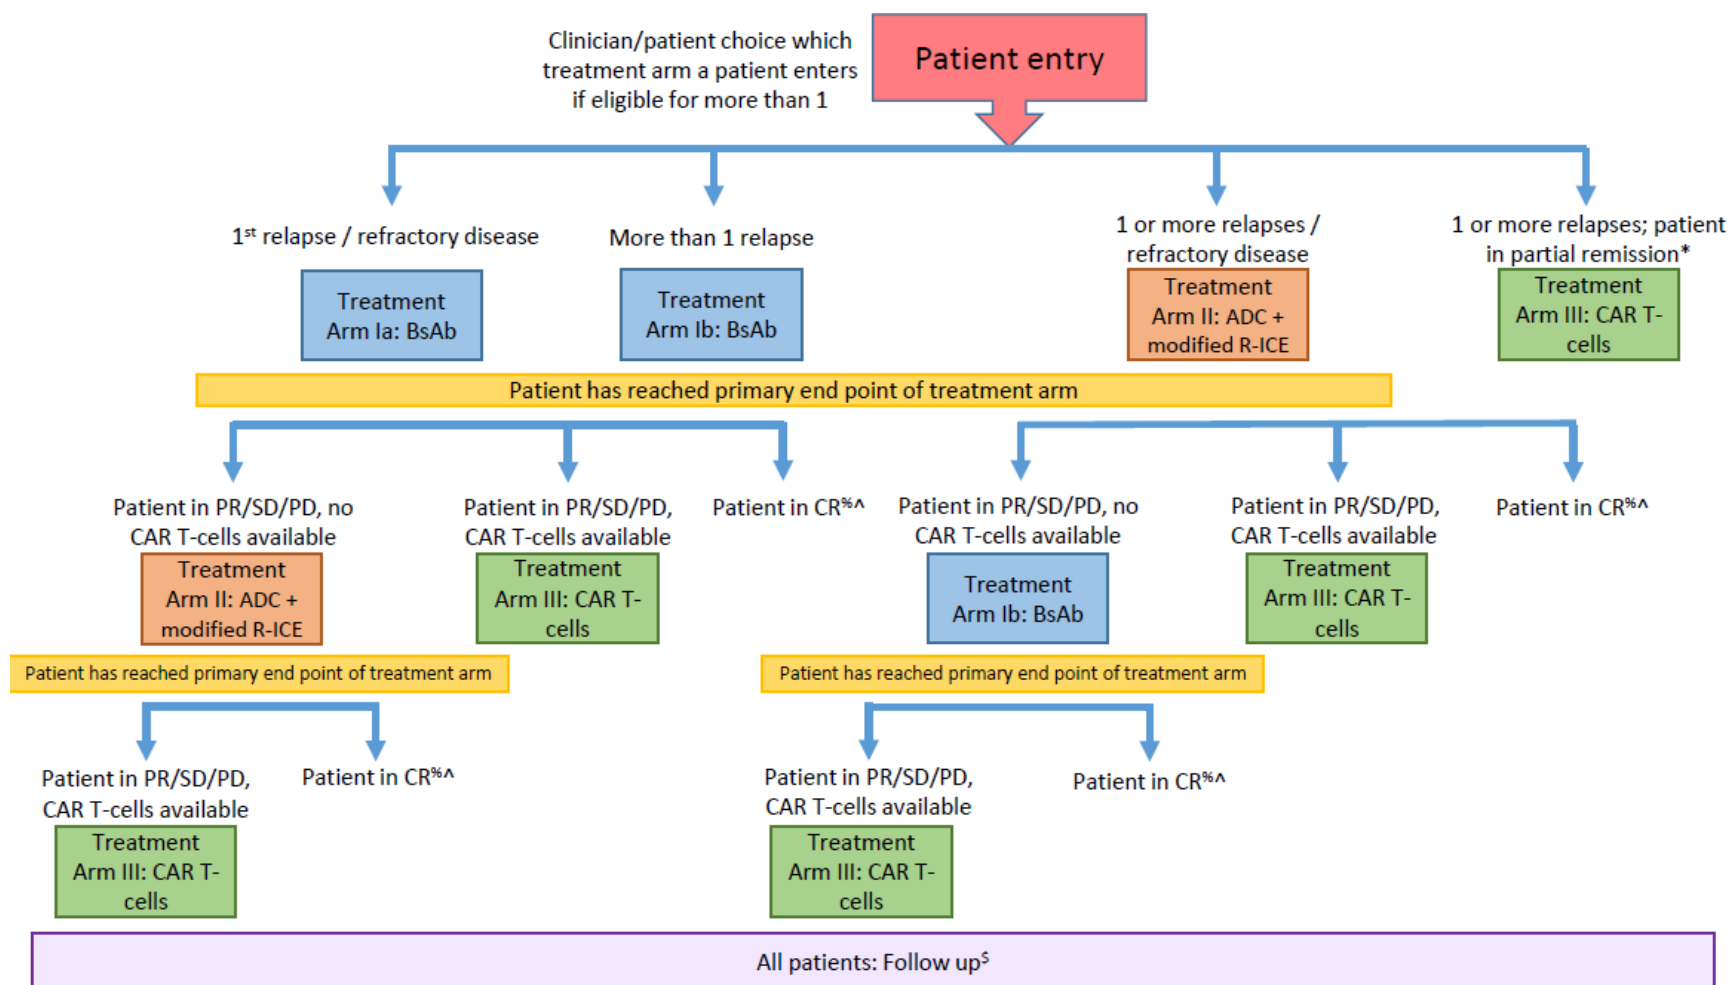 Clinician/patient choice which
treatment arm a patient enters
if eligible for more than 1
Patient entry
1st relapse / refractory disease
More than 1 relapse
1 or more relapses /
refractory disease
1 or more relapses; patient
in partial remission*
Treatment
Arm Ia: BsAb
Treatment
Arm Ib: BsAb
Treatment
Arm II: ADC +
modified R-ICE
Treatment
Arm III: CAR T-
cells
Patient has reached primary end point of treatment arm
Patient in PR/SD/PD, no
CAR T-cells available
Treatment
Arm II: ADC +
modified R-ICE
Patient in PR/SD/PD,
CAR T-cells available
Treatment
Arm III: CAR T-
cells
Patient in CR%^
Patient in PR/SD/PD, no
CAR T-cells available
Treatment
Arm Ib: BsAb
Patient in PR/SD/PD,
CAR T-cells available
Treatment
Arm III: CAR T-
cells
Patient in CR%^
Patient has reached primary end point of treatment arm
Patient has reached primary end point of treatment arm
Patient in PR/SD/PD,
CAR T-cells available
Treatment
Arm III: CAR T-
cells
Patient in CR%^
Patient in PR/SD/PD,
CAR T-cells available
Treatment
Arm III: CAR T-
cells
Patient in CR%^
All patients: Follow up$